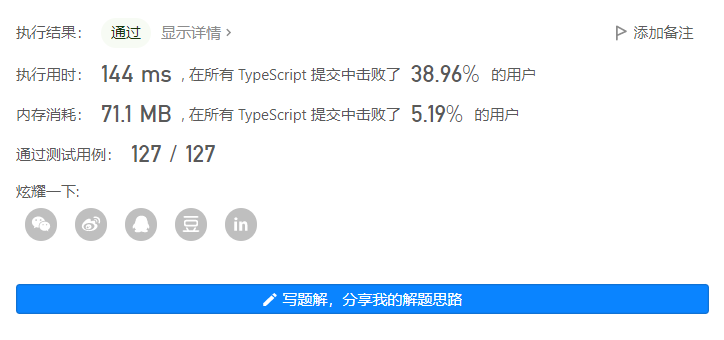 执行结果： 通过 显示详情 › 添加备注
执行用时： 144 ms , 在所有 TypeScript 提交中击败了 38.96% 的用户
内存消耗： 71.1 MB , 在所有 TypeScript 提交中击败了 5.19% 的用户
通过测试用例： 127 / 127
炫耀一下:
豆 in
写题解，分享我的解题思路